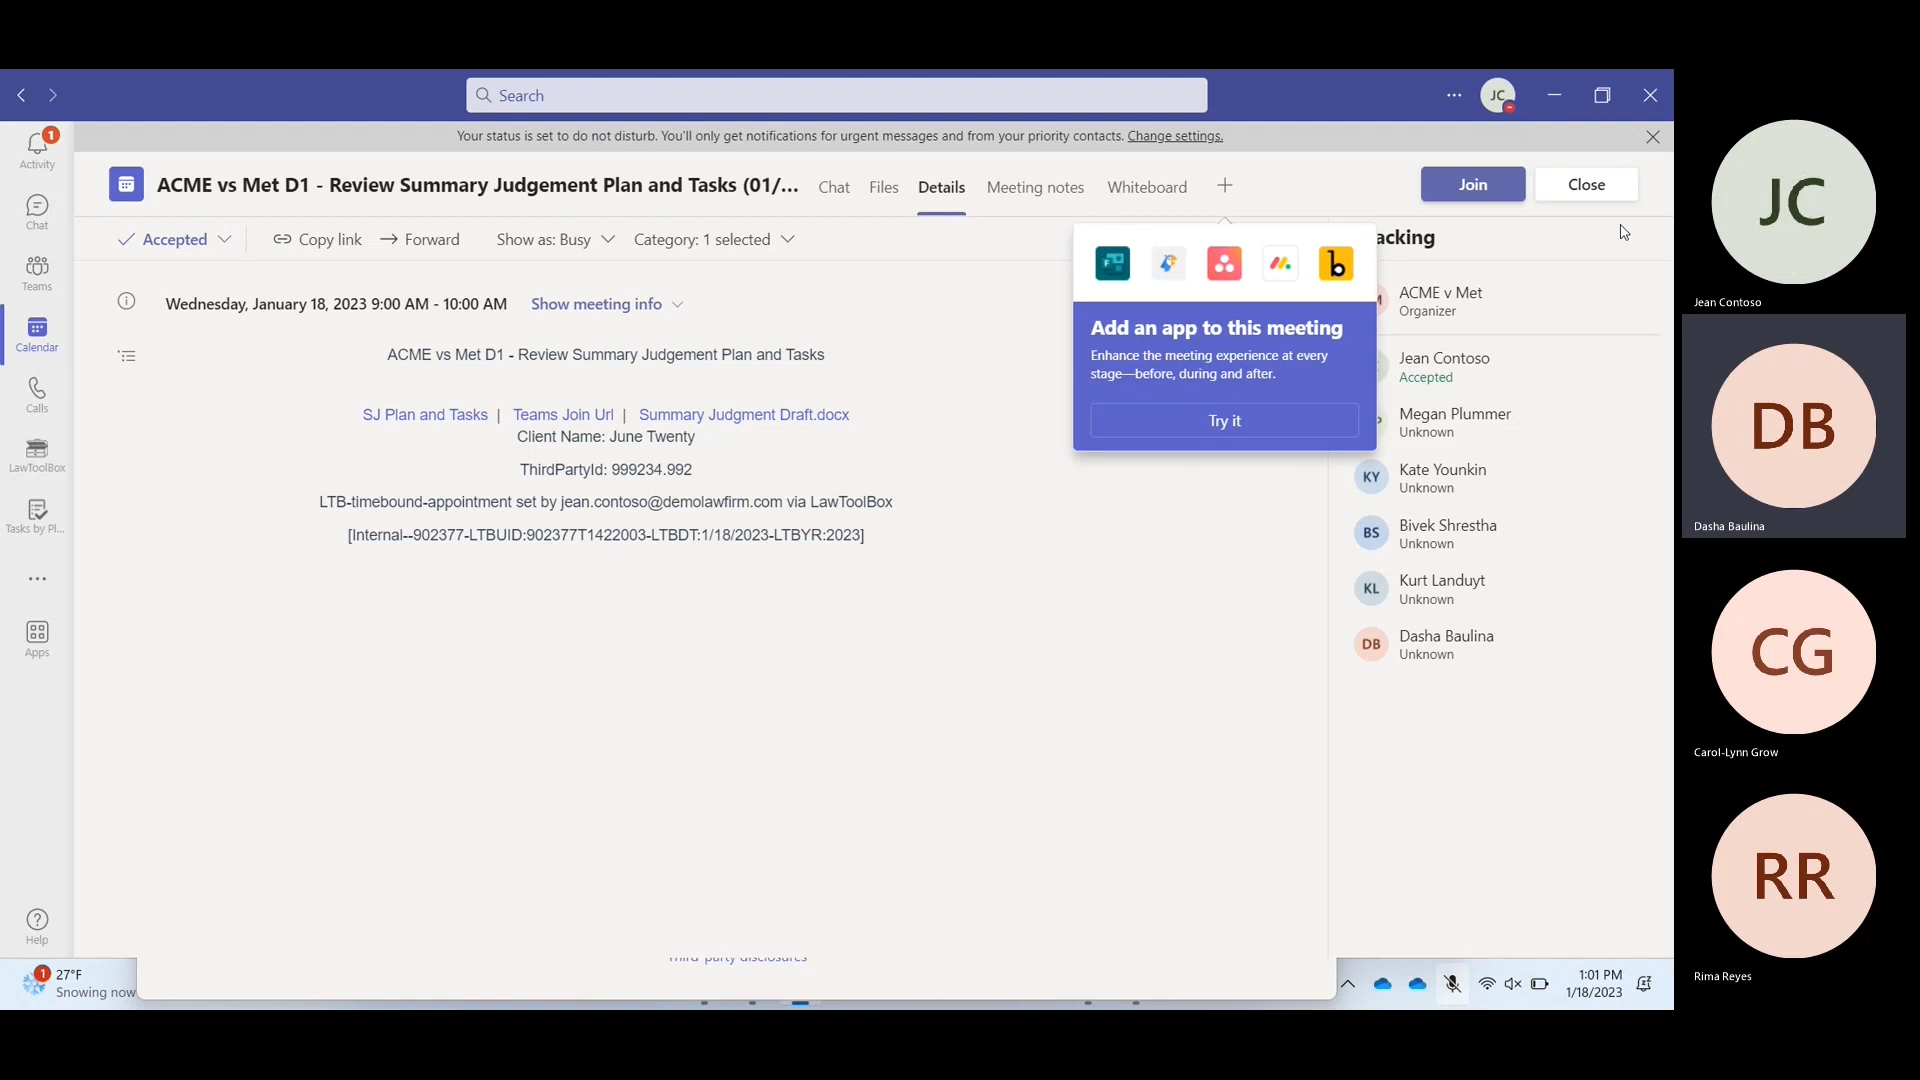 Search
JC
Your status is set to do not disturb. You'll only get notifications for urgent messages and from your priority contacts. Change settings.
1
Activity
Chat
Teams
Calendar
Calls
LawToolBox
Tasks by Pl...
Apps
Help
ACME vs Met D1 - Review Summary Judgement Plan and Tasks (01/...
Chat
Files
Details
Meeting notes
Whiteboard
Join
Close
Accepted
Copy link
Forward
Show as: Busy
Category: 1 selected
Wednesday, January 18, 2023 9:00 AM - 10:00 AM
Show meeting info
ACME vs Met D1 - Review Summary Judgement Plan and Tasks
SJ Plan and Tasks | Teams Join Url | Summary Judgment Draft.docx
Client Name: June Twenty
ThirdPartyId: 999234.992
LTB-timebound-appointment set by jean.contoso@demolawfirm.com via LawToolBox
[Internal--902377-LTBUID:902377T1422003-LTBDT:1/18/2023-LTBYR:2023]
Add an app to this meeting
Enhance the meeting experience at every
stage—before, during and after.
Try it
acking
ACME v Met
Organizer
Jean Contoso
Accepted
Megan Plummer
Unknown
KY
Kate Younkin
Unknown
BS
Bivek Shrestha
Unknown
KL
Kurt Landuyt
Unknown
DB
Dasha Baulina
Unknown
Third-party disclosures
1
27°F
Snowing now
1:01 PM
1/18/2023
JC
Jean Contoso
DB
Dasha Baulina
CG
Carol-Lynn Grow
RR
Rima Reyes